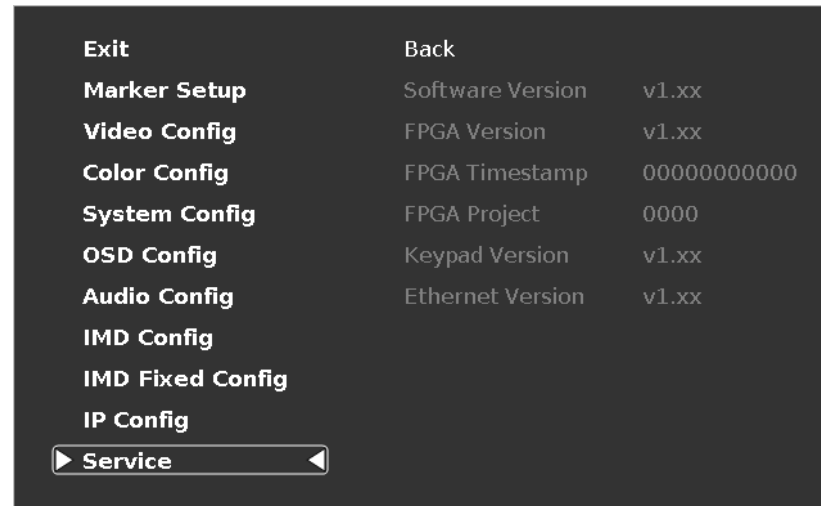 Exit Back
Marker Setup Software Version v1.xx
Video Config FPGA Version v1.xx
Color Config FPGA Timestamp 00000000000
System Config FPGA Project 0000
OSD Config Keypad Version v1.xx
Audio Config Ethernet Version v1.xx
IMD Config
IMD Fixed Config
IP Config
Service